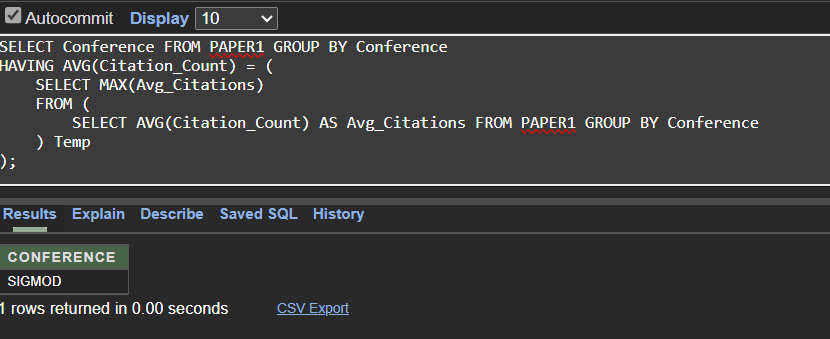 Autocommit Display 10
SELECT Conference FROM PAPER1 GROUP BY Conference
HAVING AVG(Citation_Count) = (
SELECT MAX(Avg_Citations)
FROM (
SELECT AVG(Citation_Count) AS Avg_Citations FROM PAPER1 GROUP BY Conference
) Temp
);
Results Explain Describe Saved SQL History
CONFERENCE
SIGMOD
1 rows returned in 0.00 seconds CSV Export